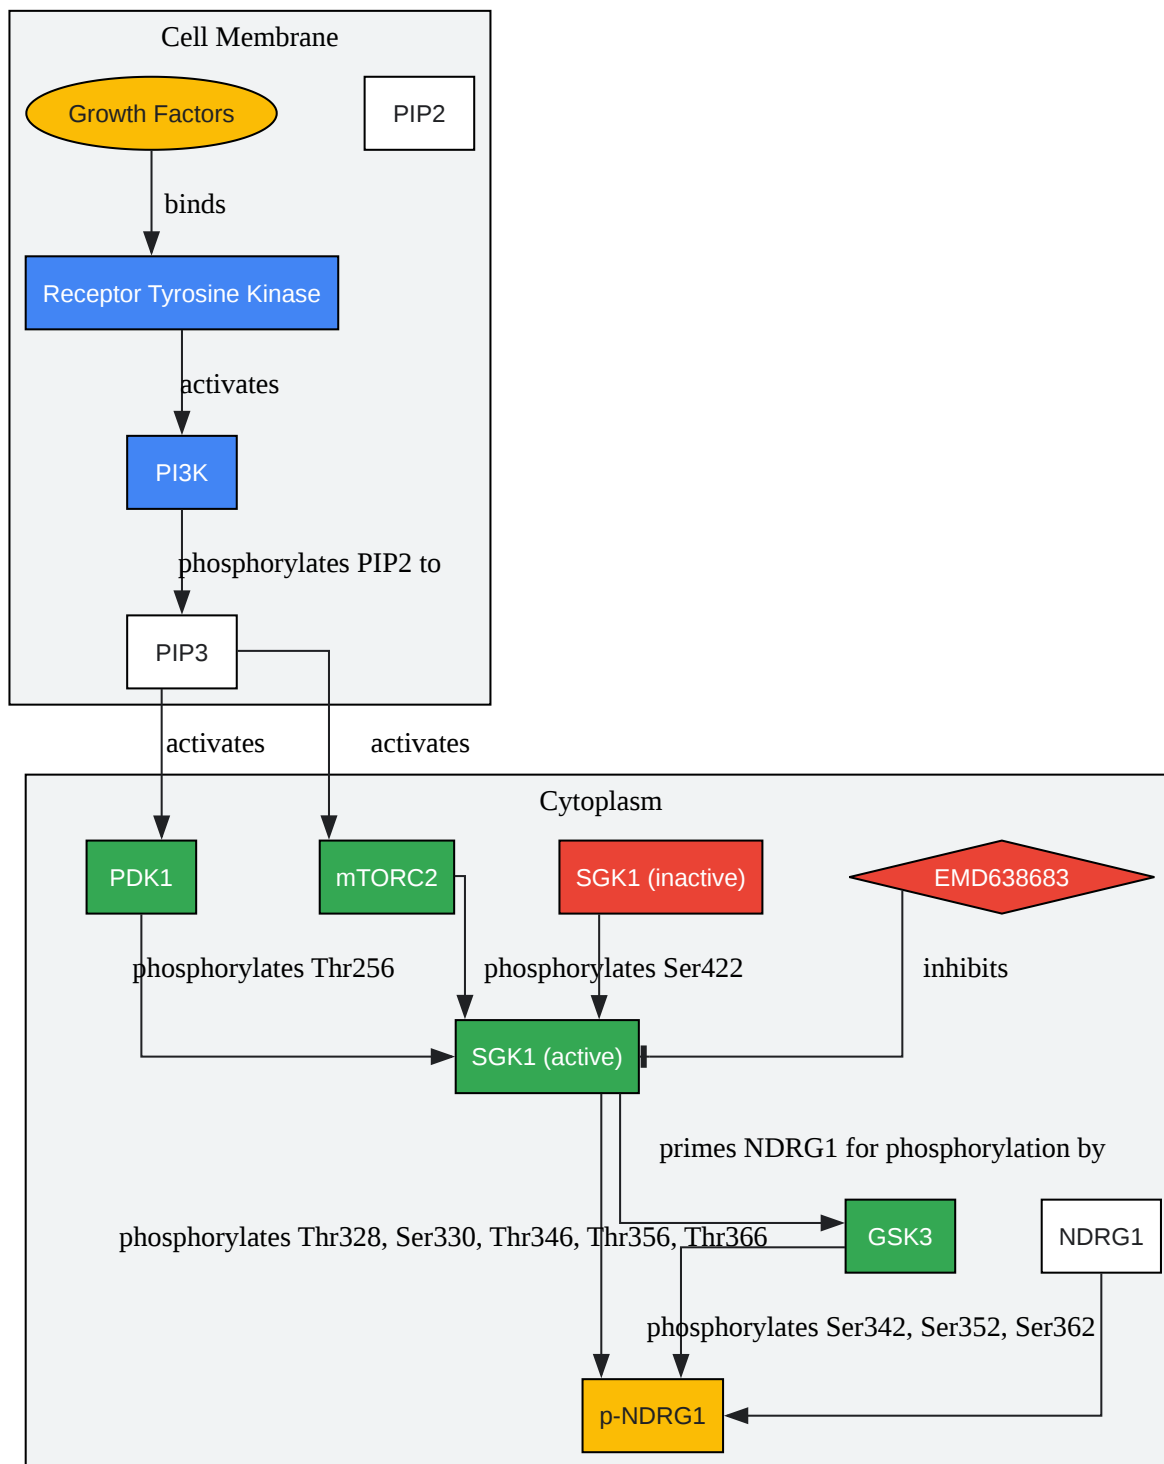 Cell Membrane
Growth Factors
PIP2
binds
Receptor Tyrosine Kinase
activates
PI3K
phosphorylates PIP2 to
PIP3
activates
activates
Cytoplasm
PDK1
mTORC2
SGK1 (inactive)
EMD638683
phosphorylates Thr256
phosphorylates Ser422
inhibits
SGK1 (active)
primes NDRG1 for phosphorylation by
phosphorylates Thr328, Ser330, Thr346, Thr356, Thr366
GSK3
NDRG1
phosphorylates Ser342, Ser352, Ser362
p-NDRG1